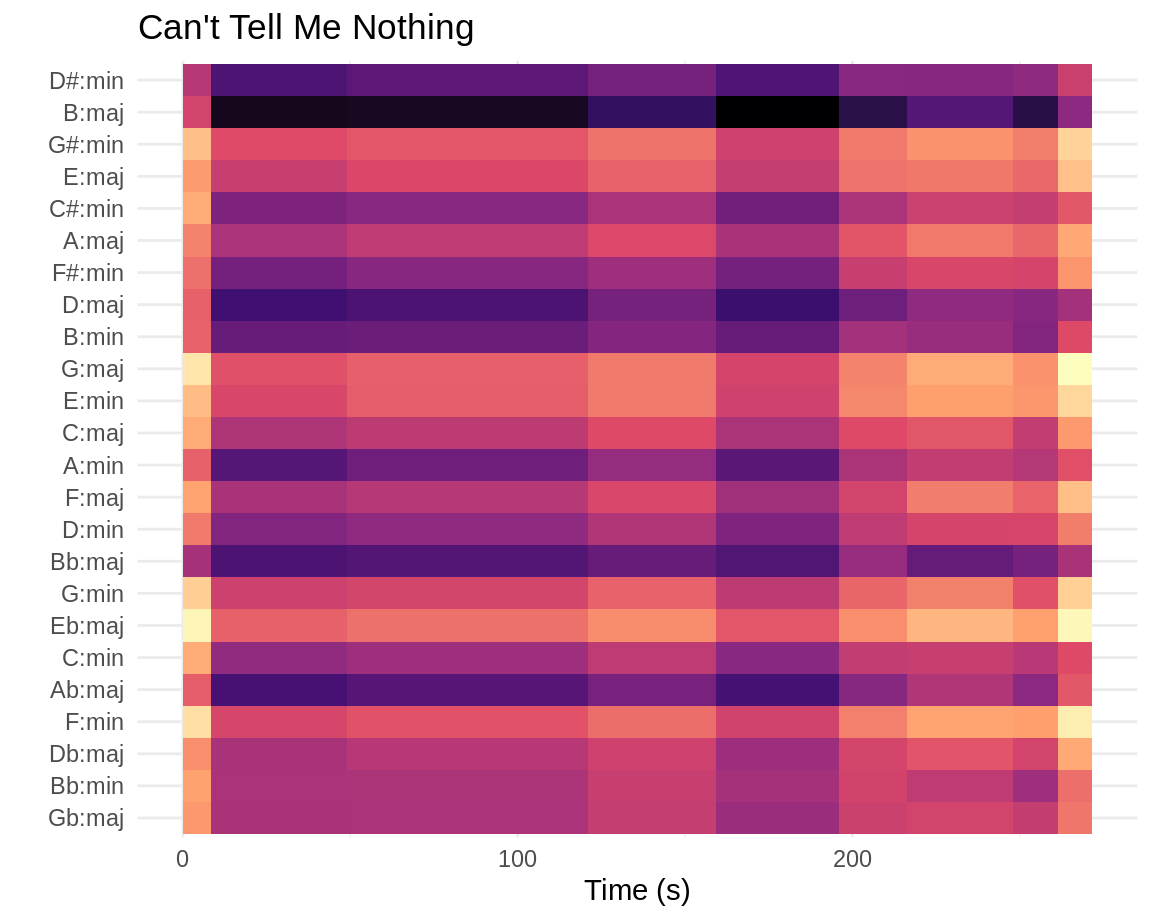 Can't Tell Me Nothing
D#:min
B:maj
G#:min
E:maj
C#:min
A:maj
F#:min
D:maj
B:min
G:maj
E:min
C:maj
A:min
F:maj
D:min
Bb:maj
G:min
Eb:maj
C:min
Ab:maj
F:min
Db:maj
Bb:min
Gb:maj
0 100 200
Time (s)